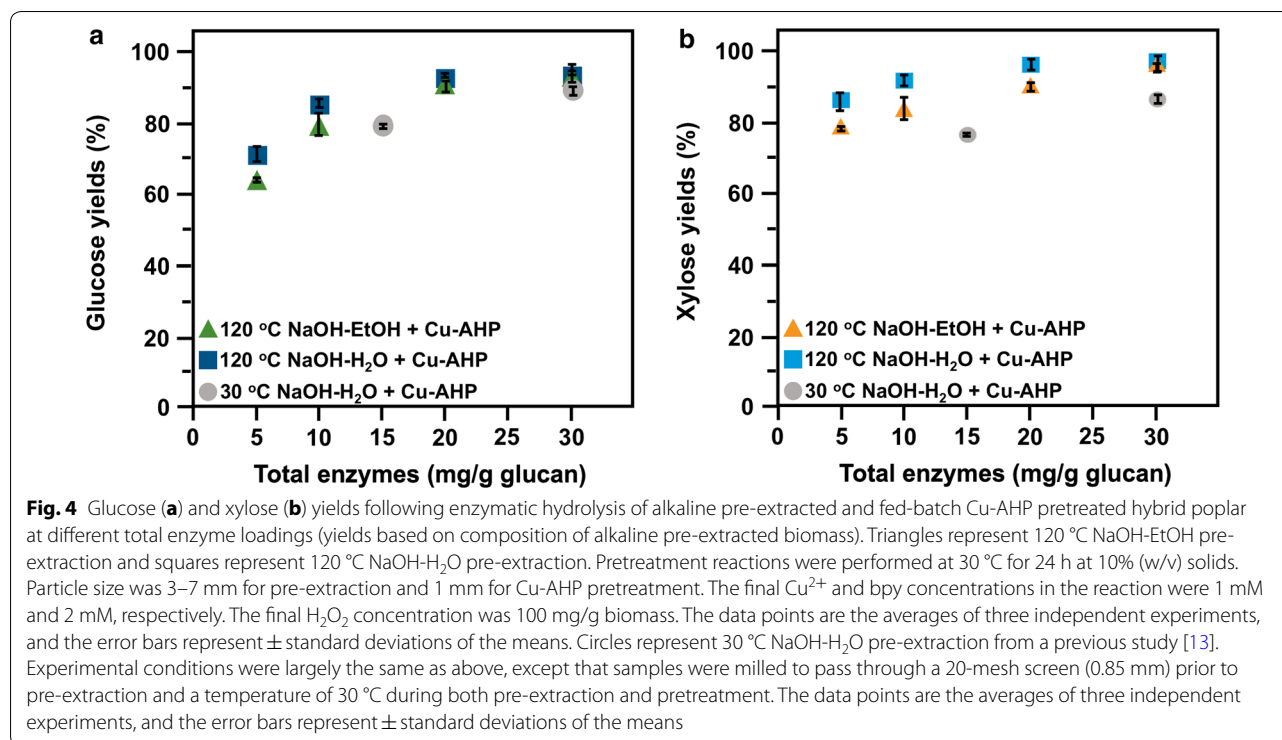 a
Glucose yields (%)
100
80
60
40
20
0
0 5 10 15 20 25 30
Total enzymes (mg/g glucan)
120 °C NaOH-EtOH + Cu-AHP
120 °C NaOH-H₂O + Cu-AHP
30 °C NaOH-H₂O + Cu-AHP
b
Xylose yields (%)
100
80
60
40
20
0
0 5 10 15 20 25 30
Total enzymes (mg/g glucan)
120 °C NaOH-EtOH + Cu-AHP
120 °C NaOH-H₂O + Cu-AHP
30 °C NaOH-H₂O + Cu-AHP
Fig. 4 Glucose (a) and xylose (b) yields following enzymatic hydrolysis of alkaline pre-extracted and fed-batch Cu-AHP pretreated hybrid poplar
at different total enzyme loadings (yields based on composition of alkaline pre-extracted biomass). Triangles represent 120 °C NaOH-EtOH pre-
extraction and squares represent 120 °C NaOH-H₂O pre-extraction. Pretreatment reactions were performed at 30 °C for 24 h at 10% (w/v) solids.
Particle size was 3–7 mm for pre-extraction and 1 mm for Cu-AHP pretreatment. The final Cu²⁺ and bpy concentrations in the reaction were 1 mM
and 2 mM, respectively. The final H₂O₂ concentration was 100 mg/g biomass. The data points are the averages of three independent experiments,
and the error bars represent ± standard deviations of the means. Circles represent 30 °C NaOH-H₂O pre-extraction from a previous study [13].
Experimental conditions were largely the same as above, except that samples were milled to pass through a 20-mesh screen (0.85 mm) prior to
pre-extraction and a temperature of 30 °C during both pre-extraction and pretreatment. The data points are the averages of three independent
experiments, and the error bars represent ± standard deviations of the means